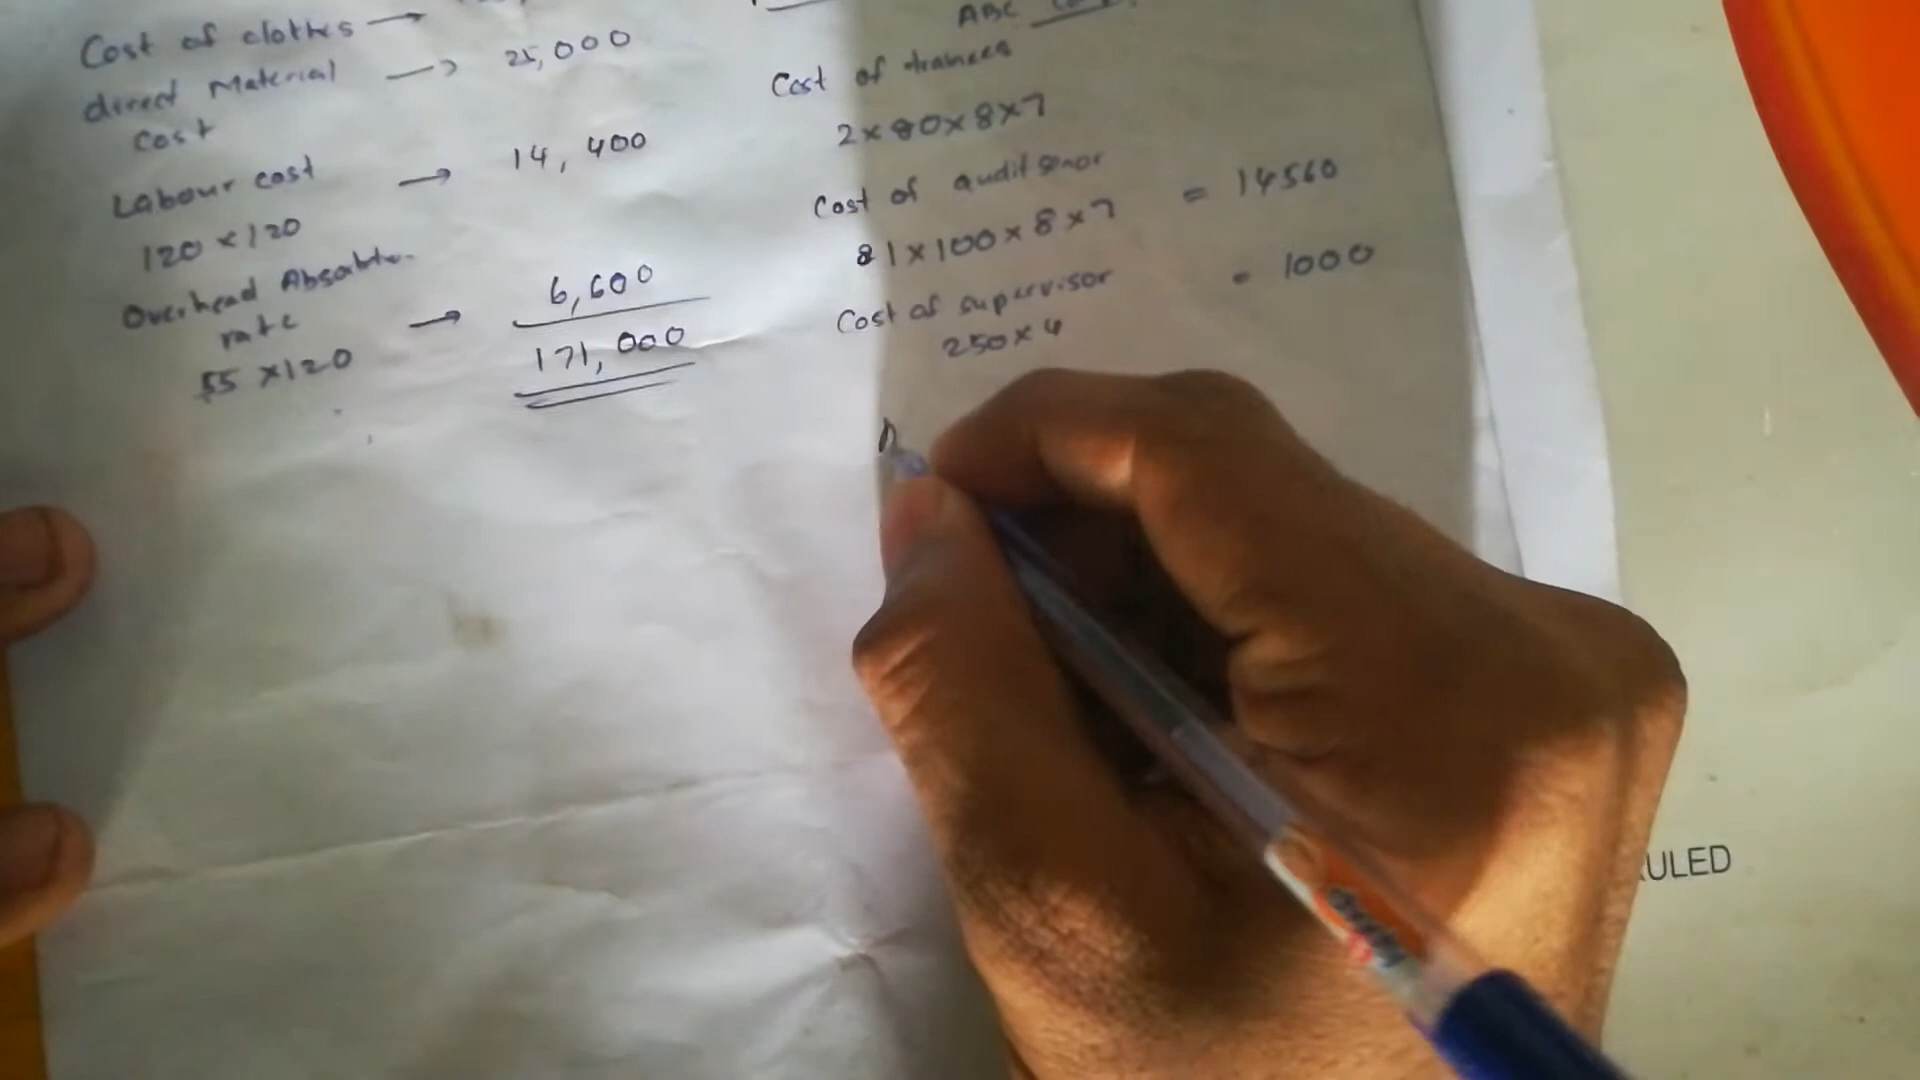 Cost of clothes →
direct Material → 25,000
cost
Labour cost → 14,400
120 × 120
Overhead
rate → 6,600
55 × 120
171,000
ABC
Cost of trainees
2 × 80 × 8 × 7
Cost of audit senor
1 × 100 × 8 × 7 = 14560
Cost of supervisor = 1000
250 × 4
ULED